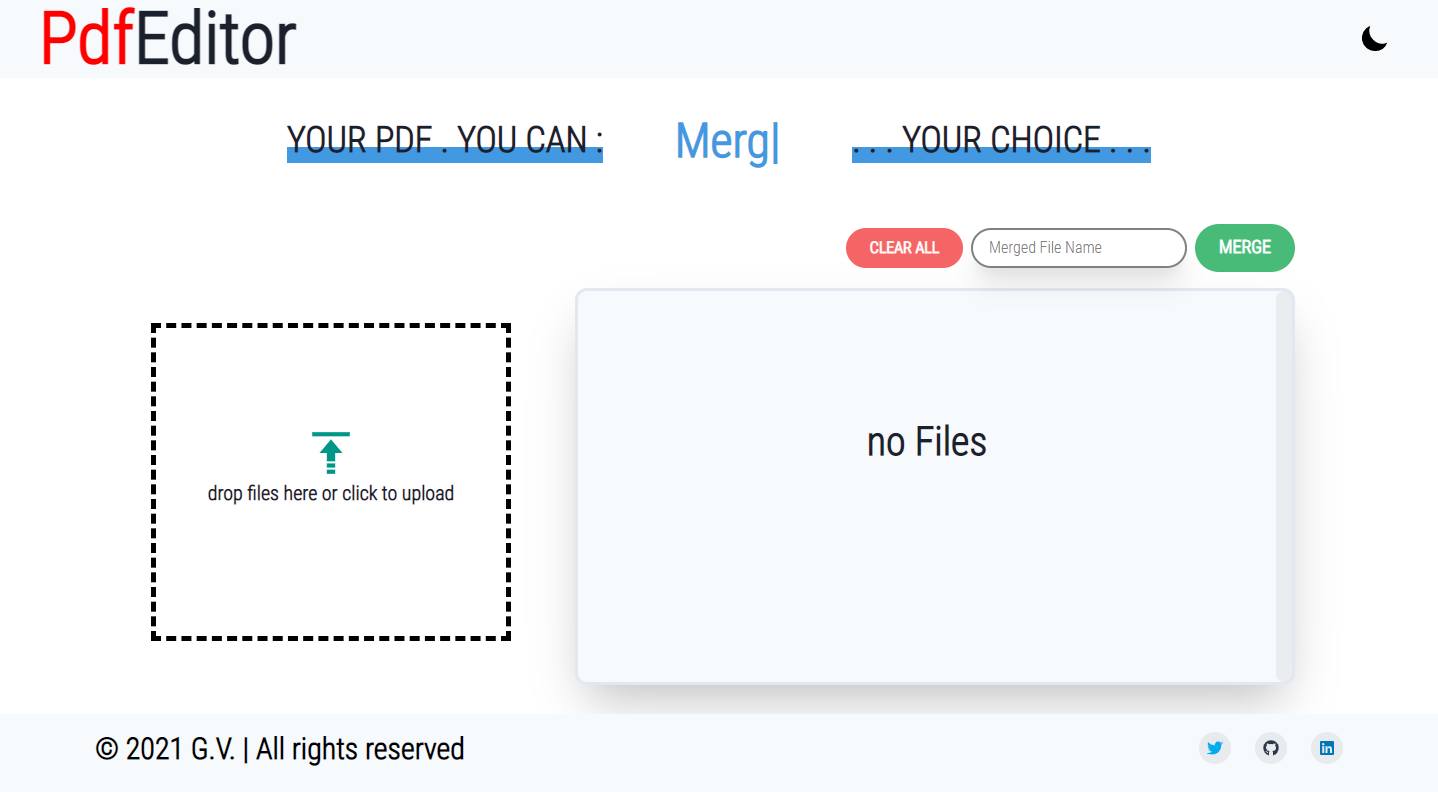 PdfEditor
YOUR PDF . YOU CAN : Merg| . . . YOUR CHOICE . . .
CLEAR ALL Merged File Name MERGE
no Files
drop files here or click to upload
© 2021 G.V. | All rights reserved